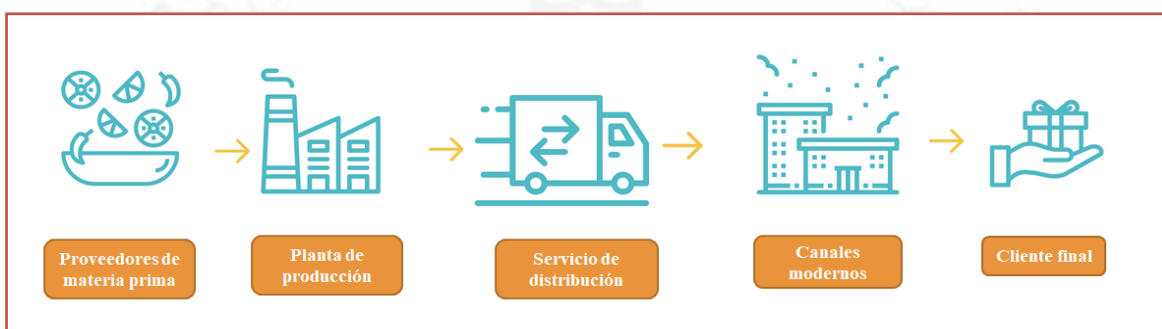 Proveedores de
materia prima
Planta de
producción
Servicio de
distribución
Canales
modernos
Cliente final